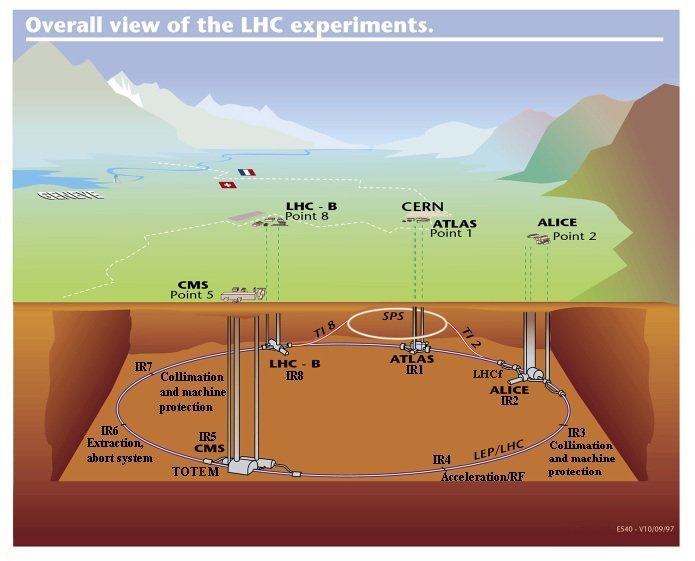 Overall view of the LHC experiments.
GENEVE
LHC - B
Point 8
CERN
ATLAS
Point 1
ALICE
Point 2
CMS
Point 5
SPS
TI 8
TI 2
LHC - B
IR8
ATLAS
IR1
LHCf
ALICE
IR2
IR7
Collimation
and machine
protection
IR6
Extraction,
abort system
IR5
CMS
TOTEM
IR4
LEP/LHC
Acceleration/RF
IR3
Collimation
and machine
protection
E540 - V10/09/97